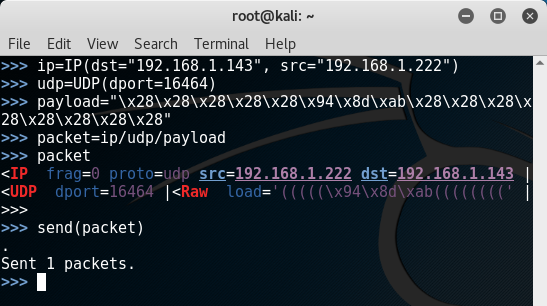 root@kali: ~
File Edit View Search Terminal Help
>>> ip=IP(dst="192.168.1.143", src="192.168.1.222")
>>> udp=UDP(dport=16464)
>>> payload="\x28\x28\x28\x28\x28\x94\x8d\xab\x28\x28\x28\x
28\x28\x28\x28\x28"
>>> packet=ip/udp/payload
>>> packet
<IP  frag=0 proto=udp src=192.168.1.222 dst=192.168.1.143 |
<UDP  dport=16464 |<Raw  load='(((((\x94\x8d\xab((((((((' |
>>>
>>> send(packet)
.
Sent 1 packets.
>>>